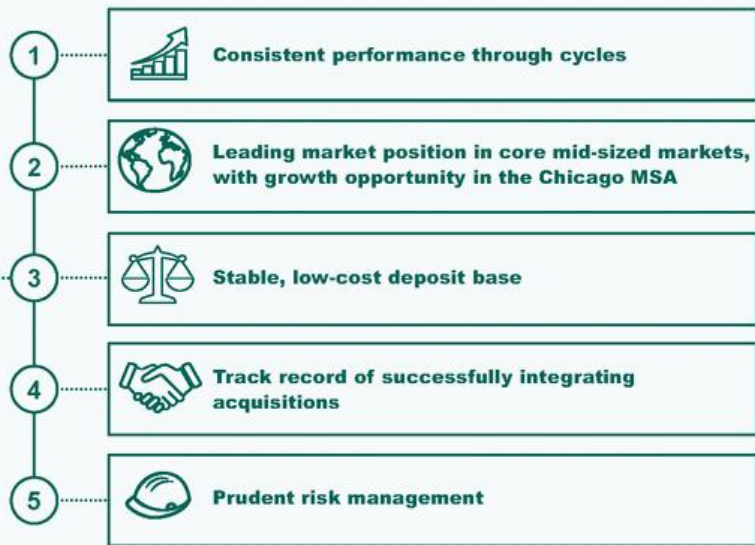 1
Consistent performance through cycles
2
Leading market position in core mid-sized markets,
with growth opportunity in the Chicago MSA
3
Stable, low-cost deposit base
4
Track record of successfully integrating
acquisitions
5
Prudent risk management